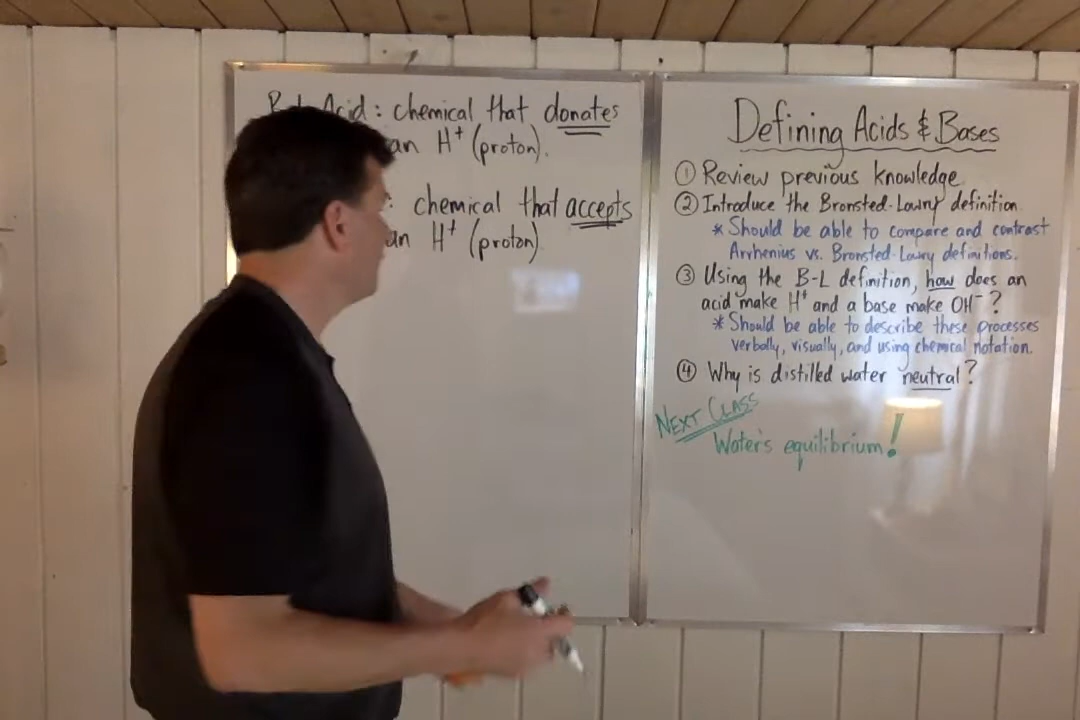 Acid: chemical that donates
an H⁺ (proton).
: chemical that accepts
an H⁺ (proton).
Defining Acids & Bases
① Review previous knowledge
② Introduce the Bronsted-Lowry definition
* Should be able to compare and contrast
Arrhenius vs. Bronsted-Lowry definitions.
③ Using the B-L definition, how does an
acid make H⁺ and a base make OH⁻?
* Should be able to describe these processes
verbally, visually, and using chemical notation.
④ Why is distilled water neutral?
NEXT CLASS
Water's equilibrium!